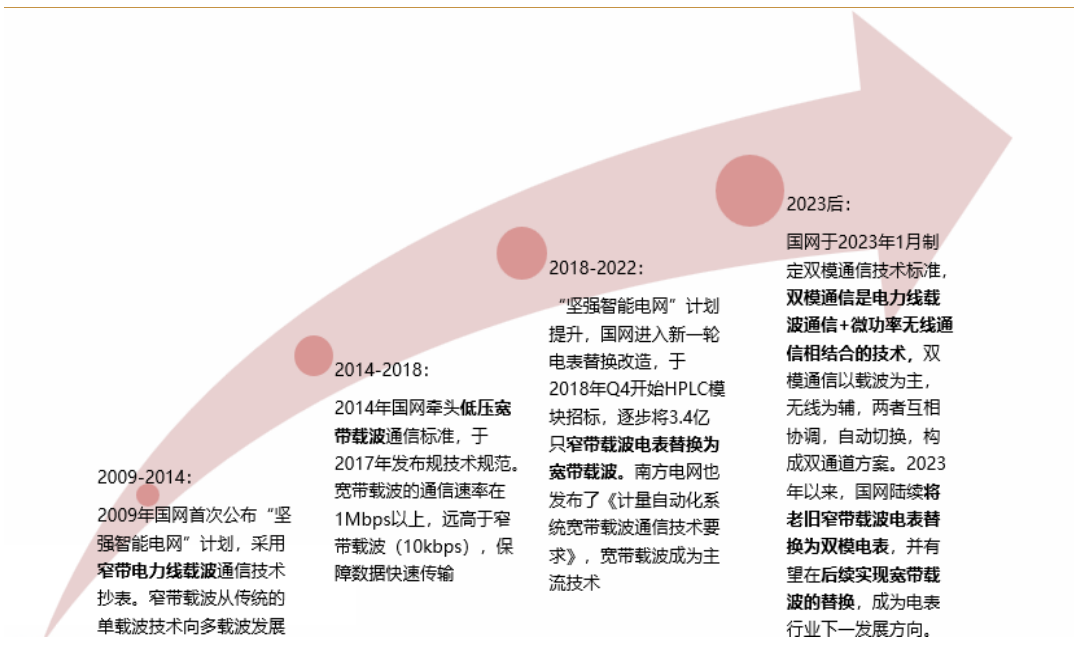 2009-2014：
2009年国网首次公布“坚
强智能电网”计划，采用
窄带电力线载波通信技术
抄表。窄带载波从传统的
单载波技术向多载波发展
2014-2018：
2014年国网牵头低压宽
带载波通信标准，于
2017年发布规技术规范。
宽带载波的通信速率在
1Mbps以上，远高于窄
带载波（10kbps），保
障数据快速传输
2018-2022：
“坚强智能电网”计划
提升，国网进入新一轮
电表替换改造，于
2018年Q4开始HPLC模
块招标，逐步将3.4亿
只窄带载波电表替换为
宽带载波。南方电网也
发布了《计量自动化系
统宽带载波通信技术要
求》，宽带载波成为主
流技术
2023后：
国网于2023年1月制
定双模通信技术标准，
双模通信是电力线载
波通信+微功率无线通
信相结合的技术，双
模通信以载波为主，
无线为辅，两者互相
协调，自动切换，构
成双通道方案。2023
年以来，国网陆续将
老旧窄带载波电表替
换为双模电表，并有
望在后续实现宽带载
波的替换，成为电表
行业下一发展方向。